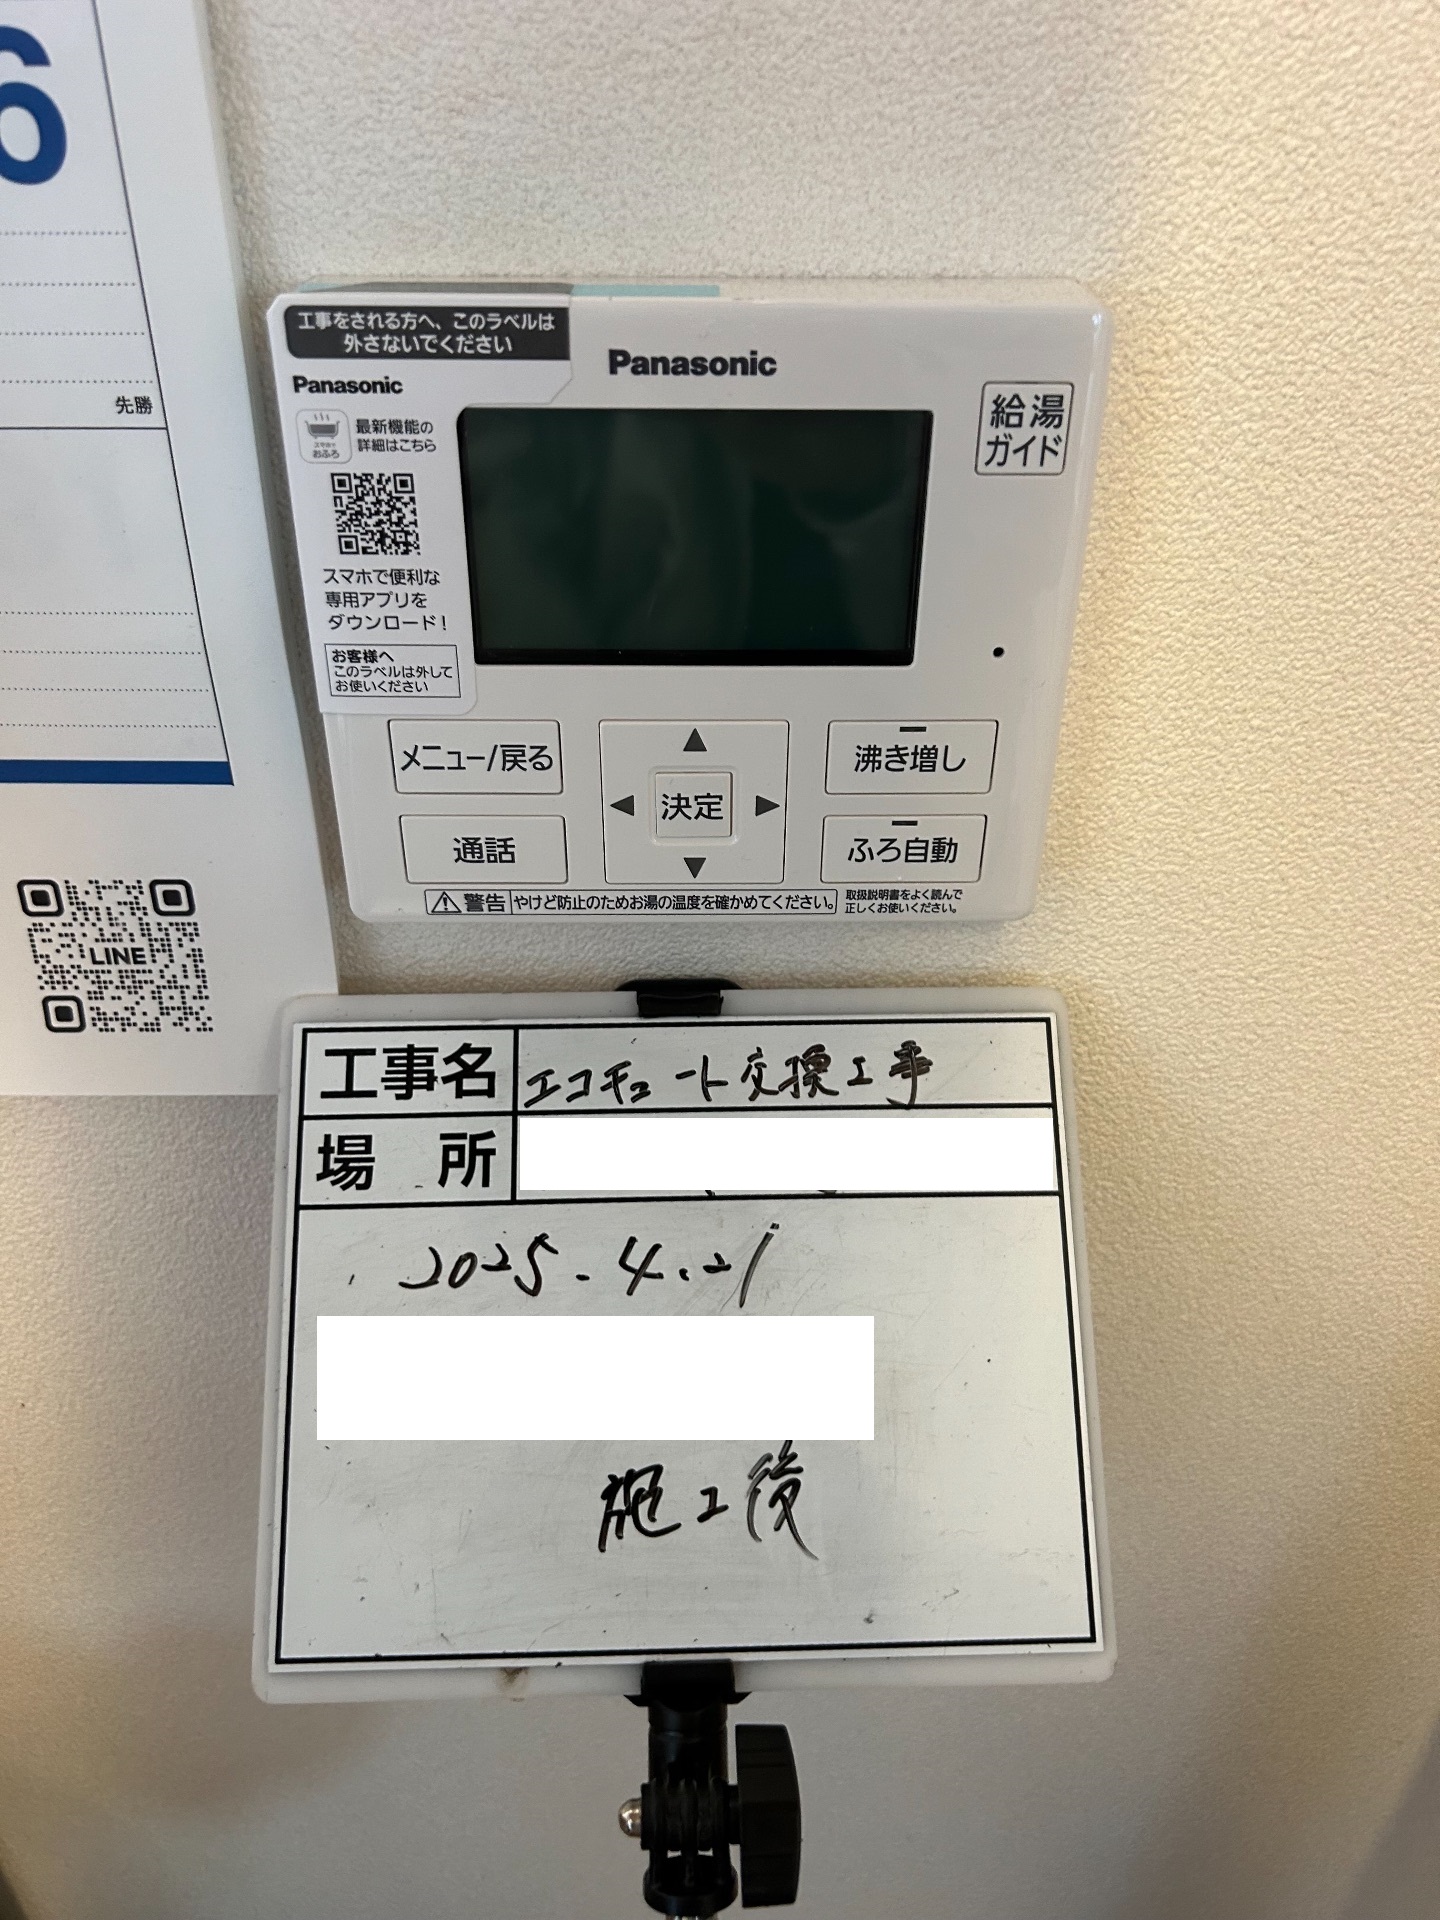 6
先勝
LINE
工事をされる方へ、このラベルは
外さないでください
Panasonic
スマホで
おふろ
最新機能の
詳細はこちら
スマホで便利な
専用アプリを
ダウンロード!
お客様へ
このラベルは外して
お使いください
Panasonic
給湯
ガイド
メニュー/戻る
▲
沸き増し
◀ 決定 ▶
通話
▼
ふろ自動
警告 やけど防止のためお湯の温度を確かめてください。
取扱説明書をよく読んで
正しくお使いください。
工事名 エコキュート交換工事
場所
2025.4.21
施工後